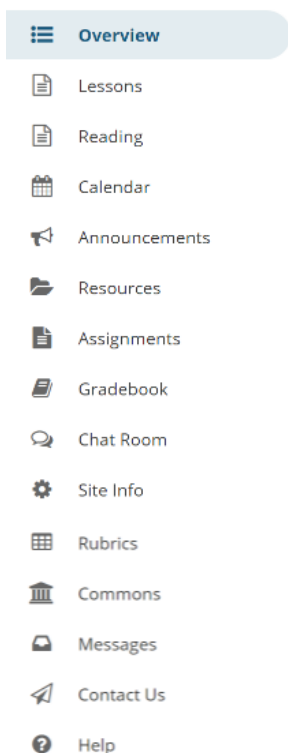 Overview
Lessons
Reading
Calendar
Announcements
Resources
Assignments
Gradebook
Chat Room
Site Info
Rubrics
Commons
Messages
Contact Us
Help